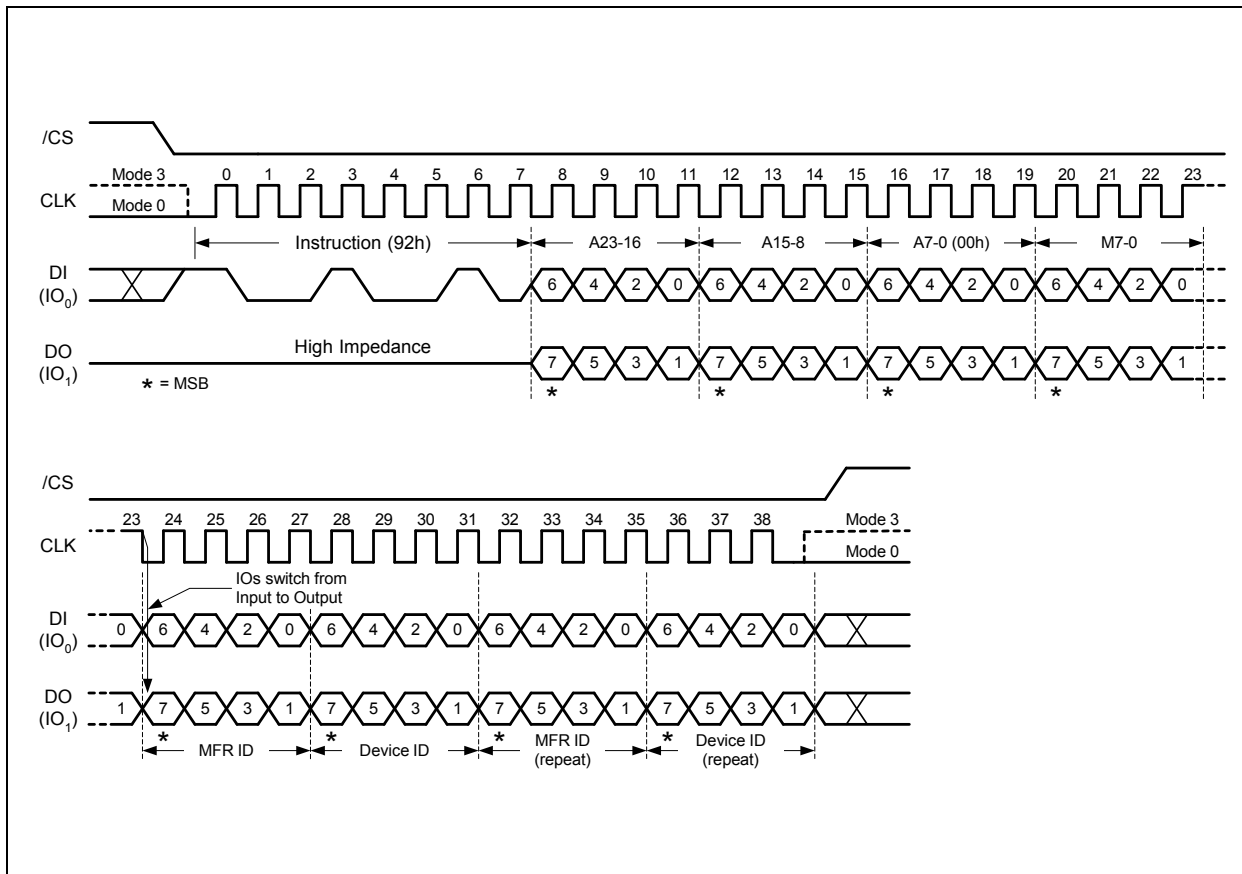 /CS
Mode 3 0 1 2 3 4 5 6 7 8 9 10 11 12 13 14 15 16 17 18 19 20 21 22 23
CLK
Mode 0
Instruction (92h) A23-16 A15-8 A7-0 (00h) M7-0
DI
(IO0) 6 4 2 0 6 4 2 0 6 4 2 0 6 4 2 0
High Impedance
DO
(IO1) 7 5 3 1 7 5 3 1 7 5 3 1 7 5 3 1
* = MSB * * * *
/CS
23 24 25 26 27 28 29 30 31 32 33 34 35 36 37 38 Mode 3
CLK
Mode 0
IOs switch from
Input to Output
DI
(IO0) 0 6 4 2 0 6 4 2 0 6 4 2 0 6 4 2 0
DO
(IO1) 1 7 5 3 1 7 5 3 1 7 5 3 1 7 5 3 1
* * * *
MFR ID Device ID MFR ID Device ID
(repeat) (repeat)